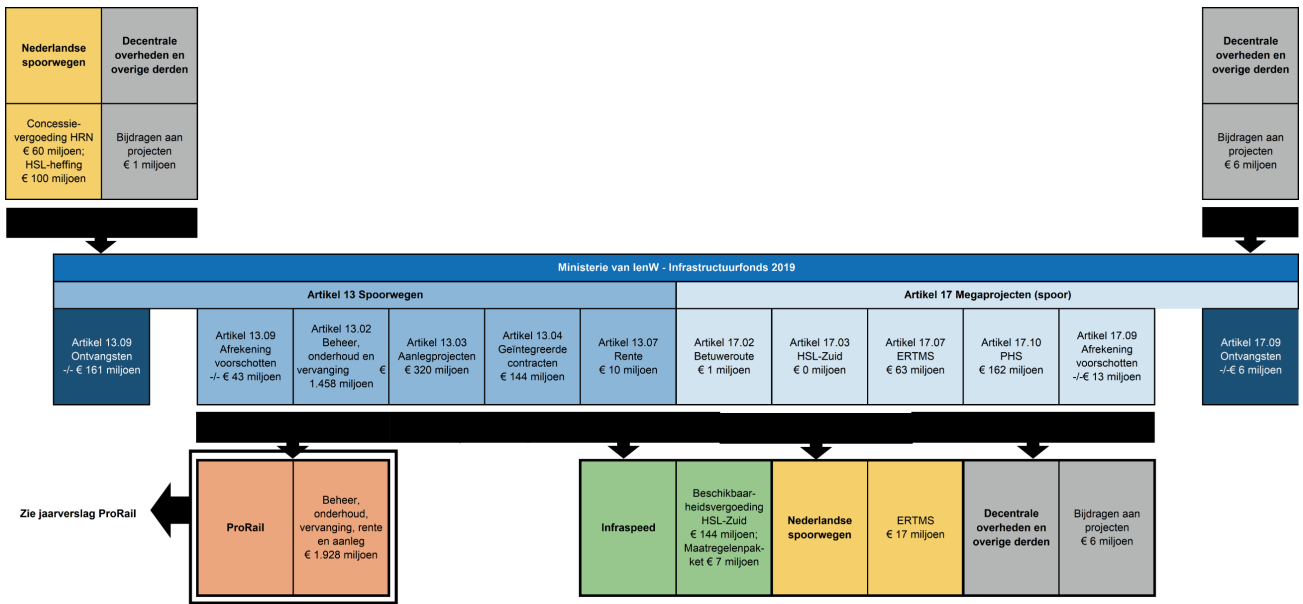 Nederlandse
spoorwegen
Decentrale
overheden en
overige derden
Decentrale
overheden en
overige derden
Concessie-
vergoeding HRN
€ 60 miljoen;
HSL-heffing
€ 100 miljoen
Bijdragen aan
projecten
€ 1 miljoen
Bijdragen aan
projecten
€ 6 miljoen
Ministerie van IenW - Infrastructuurfonds 2019
Artikel 13 Spoorwegen
Artikel 17 Megaprojecten (spoor)
Artikel 13.09
Ontvangsten
-/- € 161 miljoen
Artikel 13.09
Afrekening
voorschotten
-/- € 43 miljoen
Artikel 13.02
Beheer,
onderhoud en
vervanging €
1.458 miljoen
Artikel 13.03
Aanlegprojecten
€ 320 miljoen
Artikel 13.04
Geïntegreerde
contracten
€ 144 miljoen
Artikel 13.07
Rente
€ 10 miljoen
Artikel 17.02
Betuweroute
€ 1 miljoen
Artikel 17.03
HSL-Zuid
€ 0 miljoen
Artikel 17.07
ERTMS
€ 63 miljoen
Artikel 17.10
PHS
€ 162 miljoen
Artikel 17.09
Afrekening
voorschotten
-/-€ 13 miljoen
Artikel 17.09
Ontvangsten
-/-€ 6 miljoen
Zie jaarverslag ProRail
ProRail
Beheer,
onderhoud,
vervanging, rente
en aanleg
€ 1.928 miljoen
Infraspeed
Beschikbaar-
heidsvergoeding
HSL-Zuid
€ 144 miljoen;
Maatregelenpak-
ket € 7 miljoen
Nederlandse
spoorwegen
ERTMS
€ 17 miljoen
Decentrale
overheden en
overige derden
Bijdragen aan
projecten
€ 6 miljoen